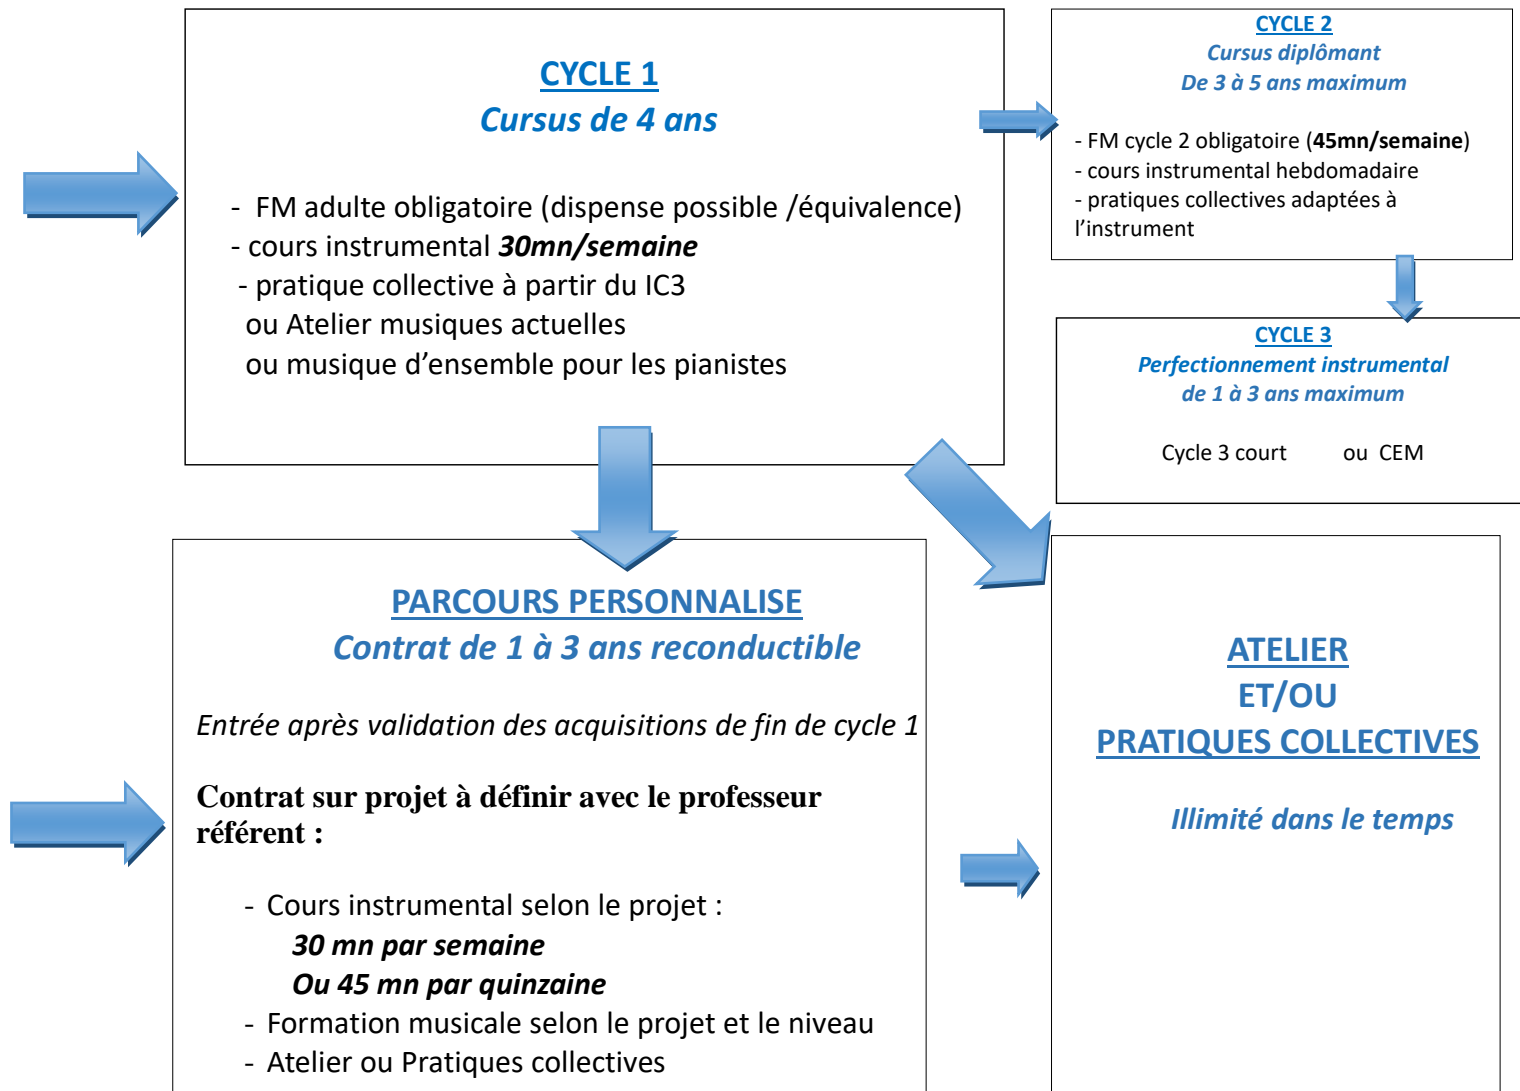 CYCLE 1
Cursus de 4 ans
- FM adulte obligatoire (dispense possible /équivalence)
- cours instrumental 30mn/semaine
- pratique collective à partir du IC3
ou Atelier musiques actuelles
ou musique d'ensemble pour les pianistes
CYCLE 2
Cursus diplômant
De 3 à 5 ans maximum
- FM cycle 2 obligatoire (45mn/semaine)
- cours instrumental hebdomadaire
- pratiques collectives adaptées à
l'instrument
CYCLE 3
Perfectionnement instrumental
de 1 à 3 ans maximum
Cycle 3 court ou CEM
PARCOURS PERSONNALISE
Contrat de 1 à 3 ans reconductible
Entrée après validation des acquisitions de fin de cycle 1
Contrat sur projet à définir avec le professeur
référent :
- Cours instrumental selon le projet :
30 mn par semaine
Ou 45 mn par quinzaine
- Formation musicale selon le projet et le niveau
- Atelier ou Pratiques collectives
ATELIER
ET/OU
PRATIQUES COLLECTIVES
Illimité dans le temps